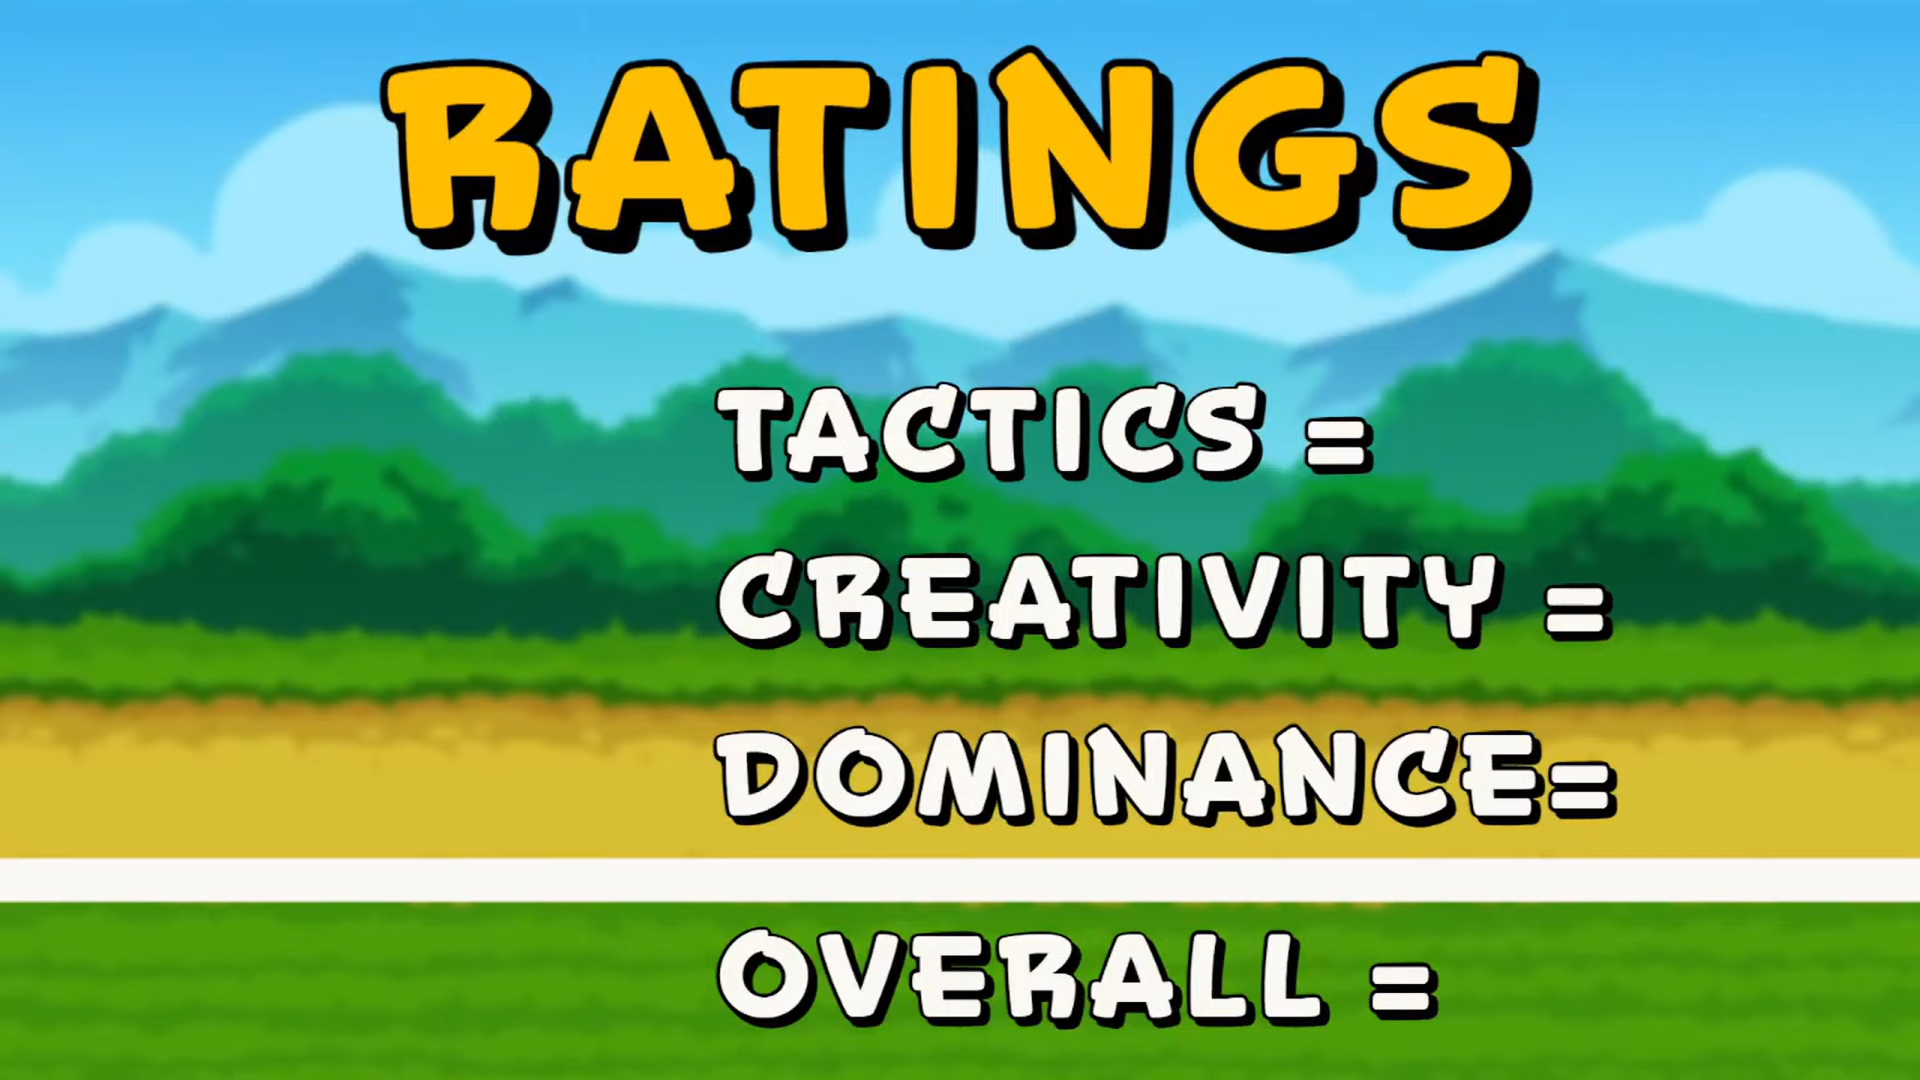 RATINGS
TACTICS =
CREATIVITY =
DOMINANCE=
OVERALL =